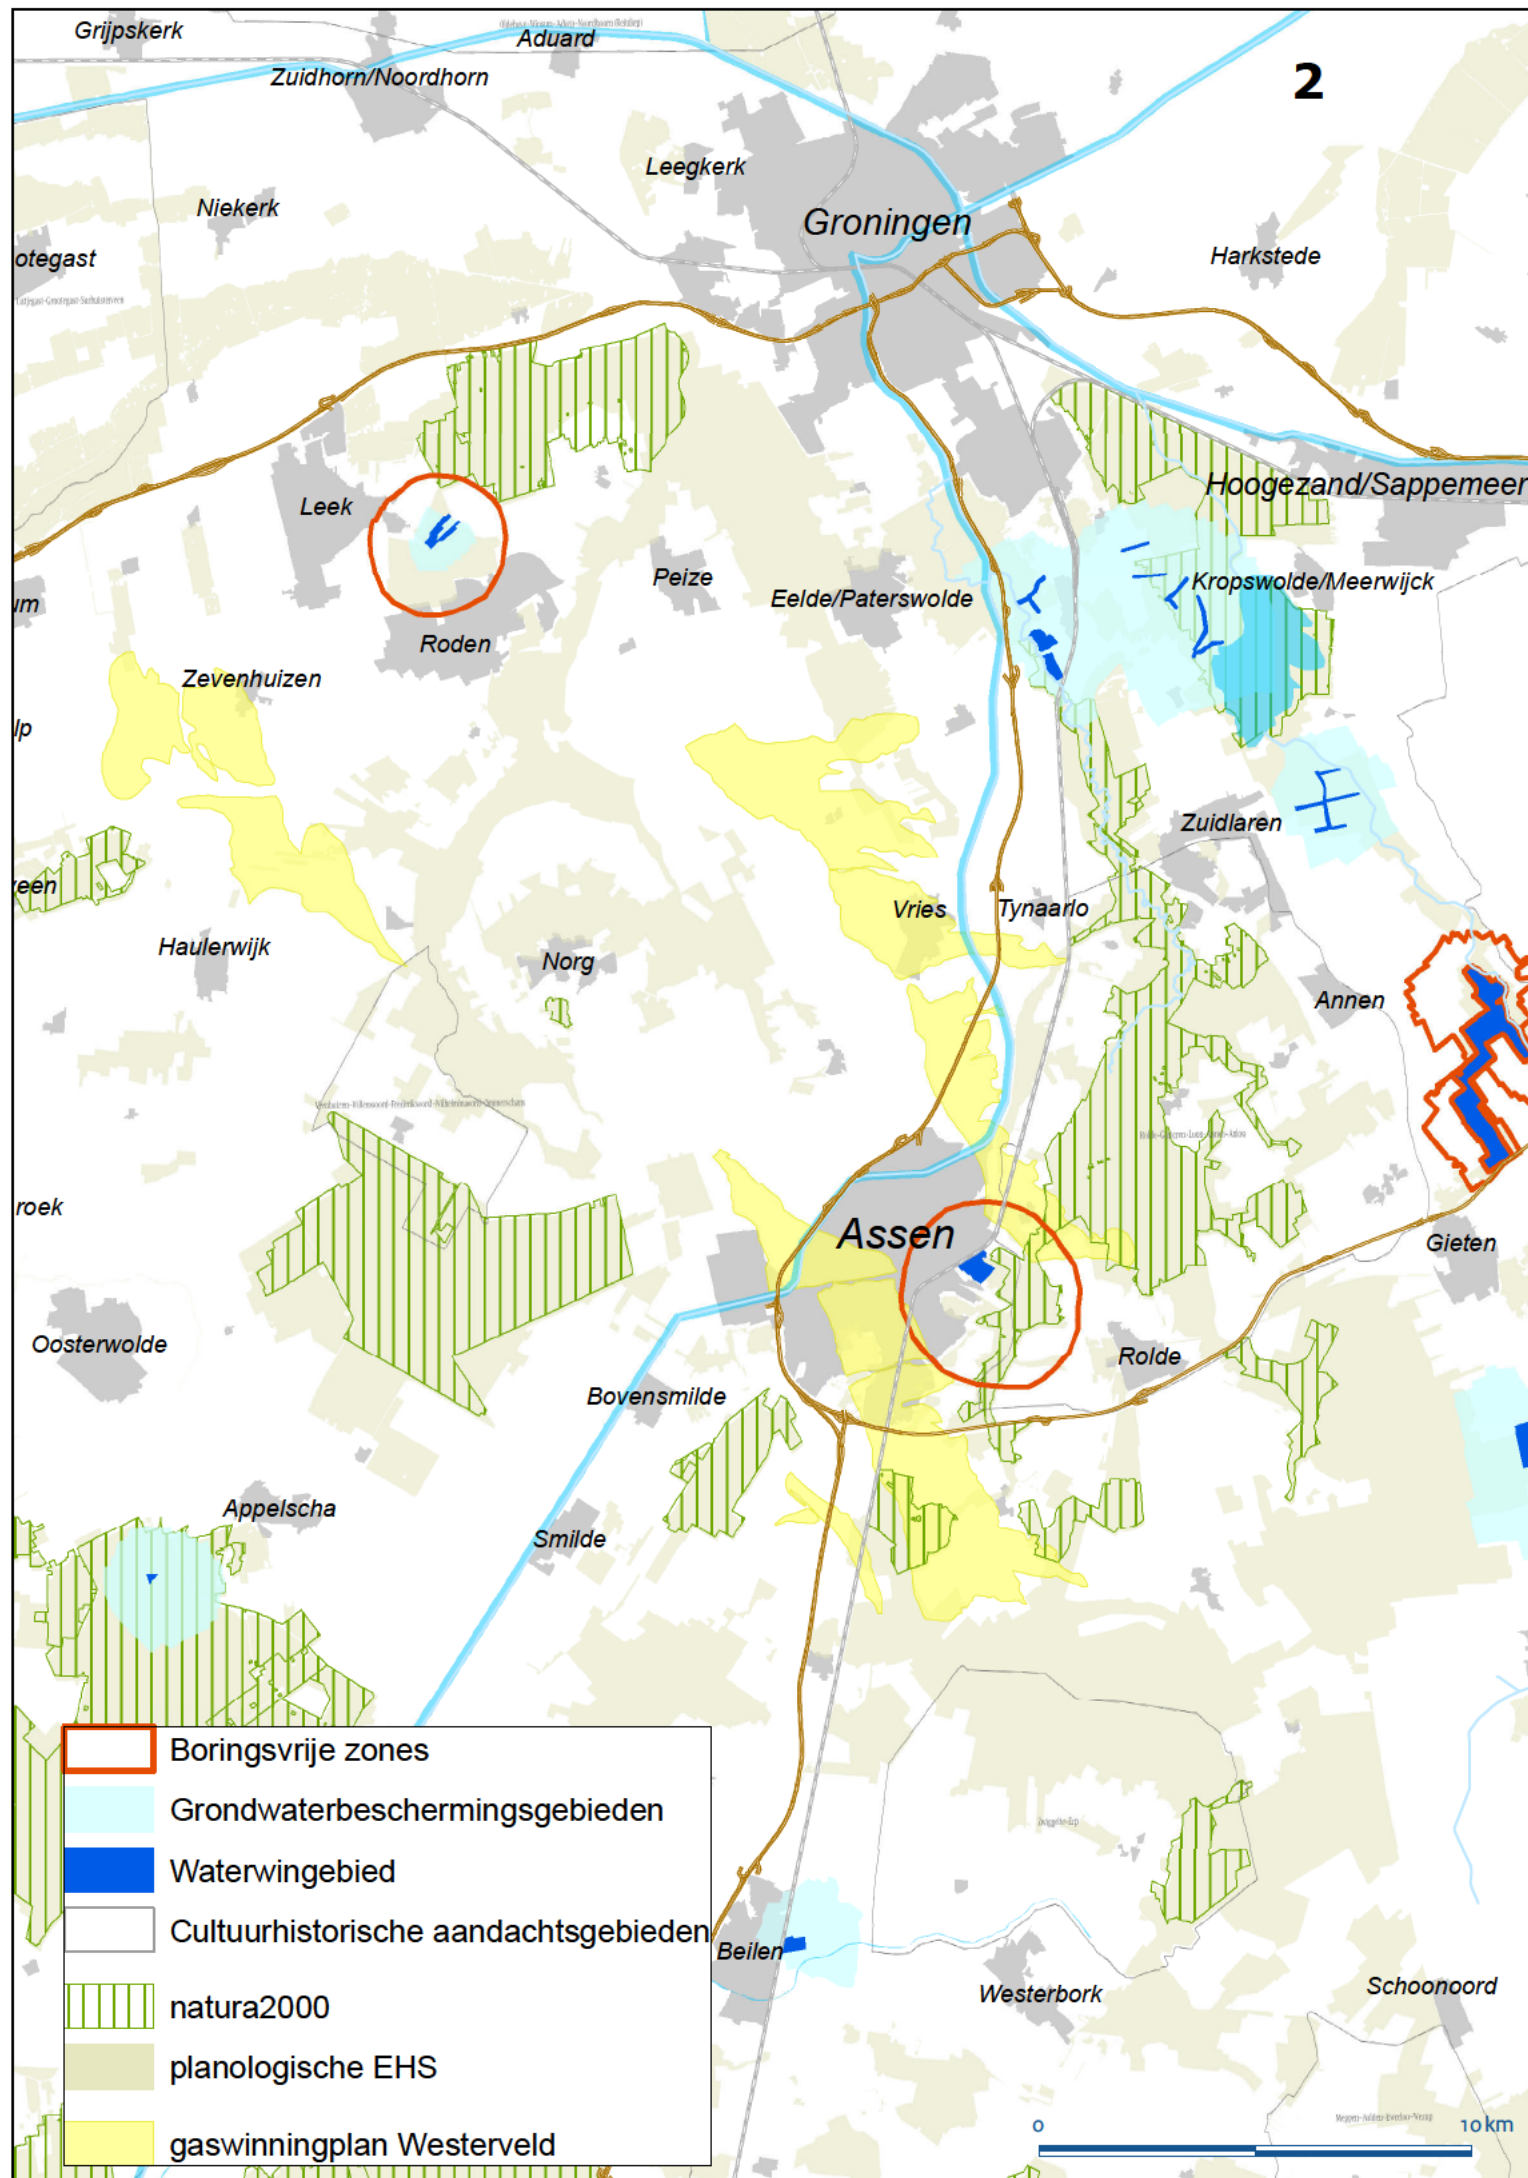 Grijpskerk
Aduard
2
Zuidhorn/Noordhorn
Leegkerk
Niekerk
Groningen
Harkstede
otegast
Leek
Hoogezand/Sappemeer
Peize
Kropswolde/Meerwijck
Eelde/Paterswolde
um
Roden
Zevenhuizen
lp
Zuidlaren
veen
Vries
Tynaarlo
Haulerwijk
Norg
Annen
roek
Assen
Gieten
Oosterwolde
Rolde
Bovensmilde
Appelscha
Smilde
Boringsvrije zones
Grondwaterbeschermingsgebieden
Waterwingebied
Cultuurhistorische aandachtsgebieden
natura2000
planologische EHS
gaswinningplan Westerveld
Beilen
Westerbork
Schoonoord
0
10 km